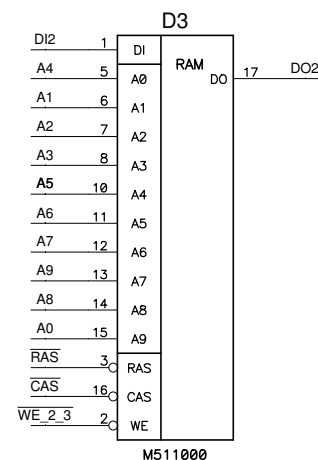 D3
DI2 1 DI RAM
A4 5 A0 DO 17 DO2
A1 6 A1
A2 7 A2
A3 8 A3
A5 10 A4
A6 11 A5
A7 12 A6
A9 13 A7
A8 14 A8
A0 15 A9
RAS 3 RAS
CAS 16 CAS
WE_2_3 2 WE
M511000